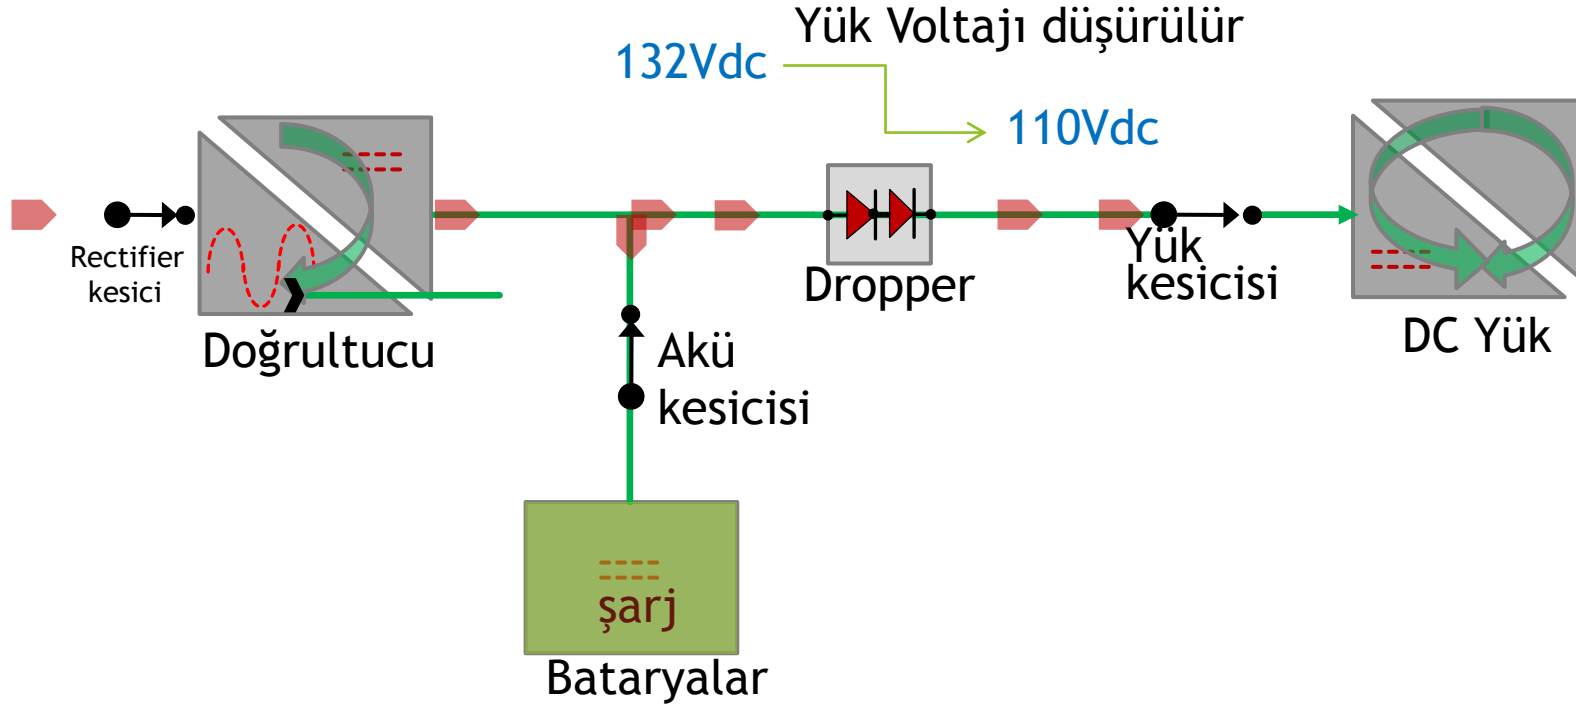 Yük Voltajı düşürülür
132Vdc
110Vdc
Rectifier
kesici
Doğrultucu
Dropper
Yük
kesicisi
DC Yük
Akü
kesicisi
şarj
Bataryalar